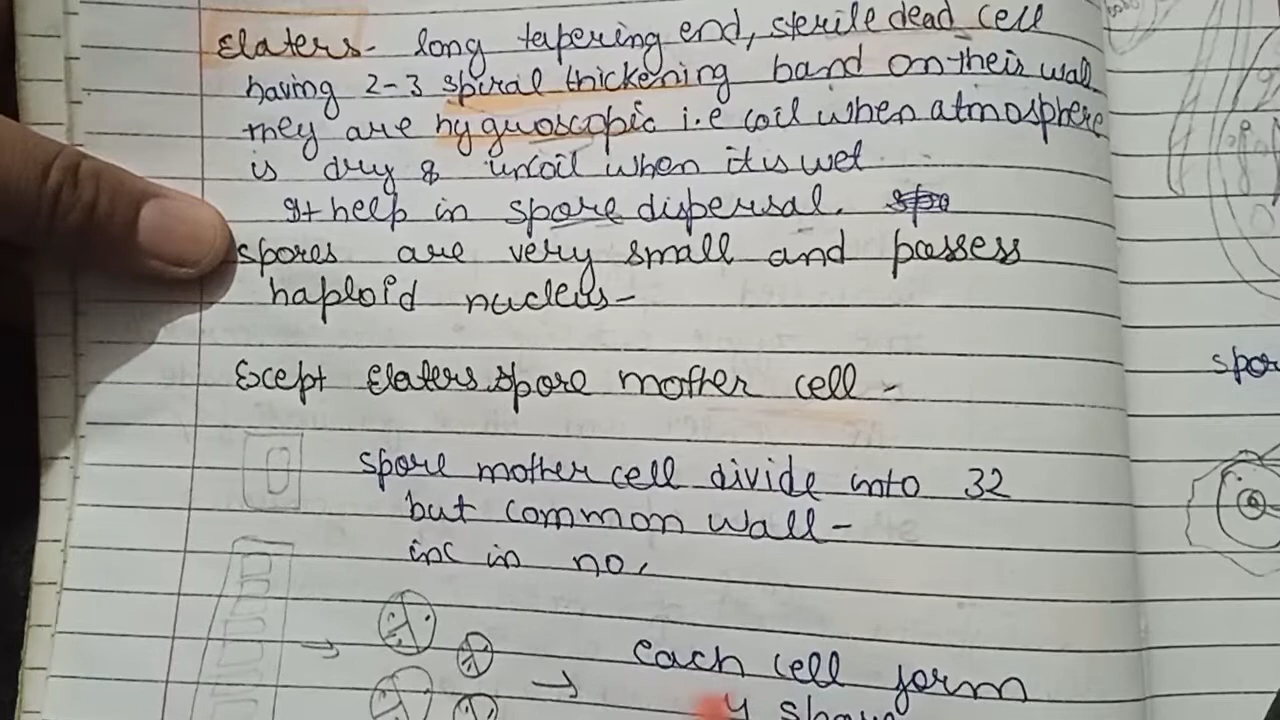 Elaters- long tapering end, sterile dead cell
having 2-3 spiral thickening band on their wall
they are hygroscopic i.e coil when atmosphere
is dry & uncoil when it is wet
It help in spore dispersal.
spores are very small and possess
haploid nucleus-
Except Elaters spore mother cell -
spore mother cell divide into 32
but common wall -
inc in no.
each cell form
4
spor